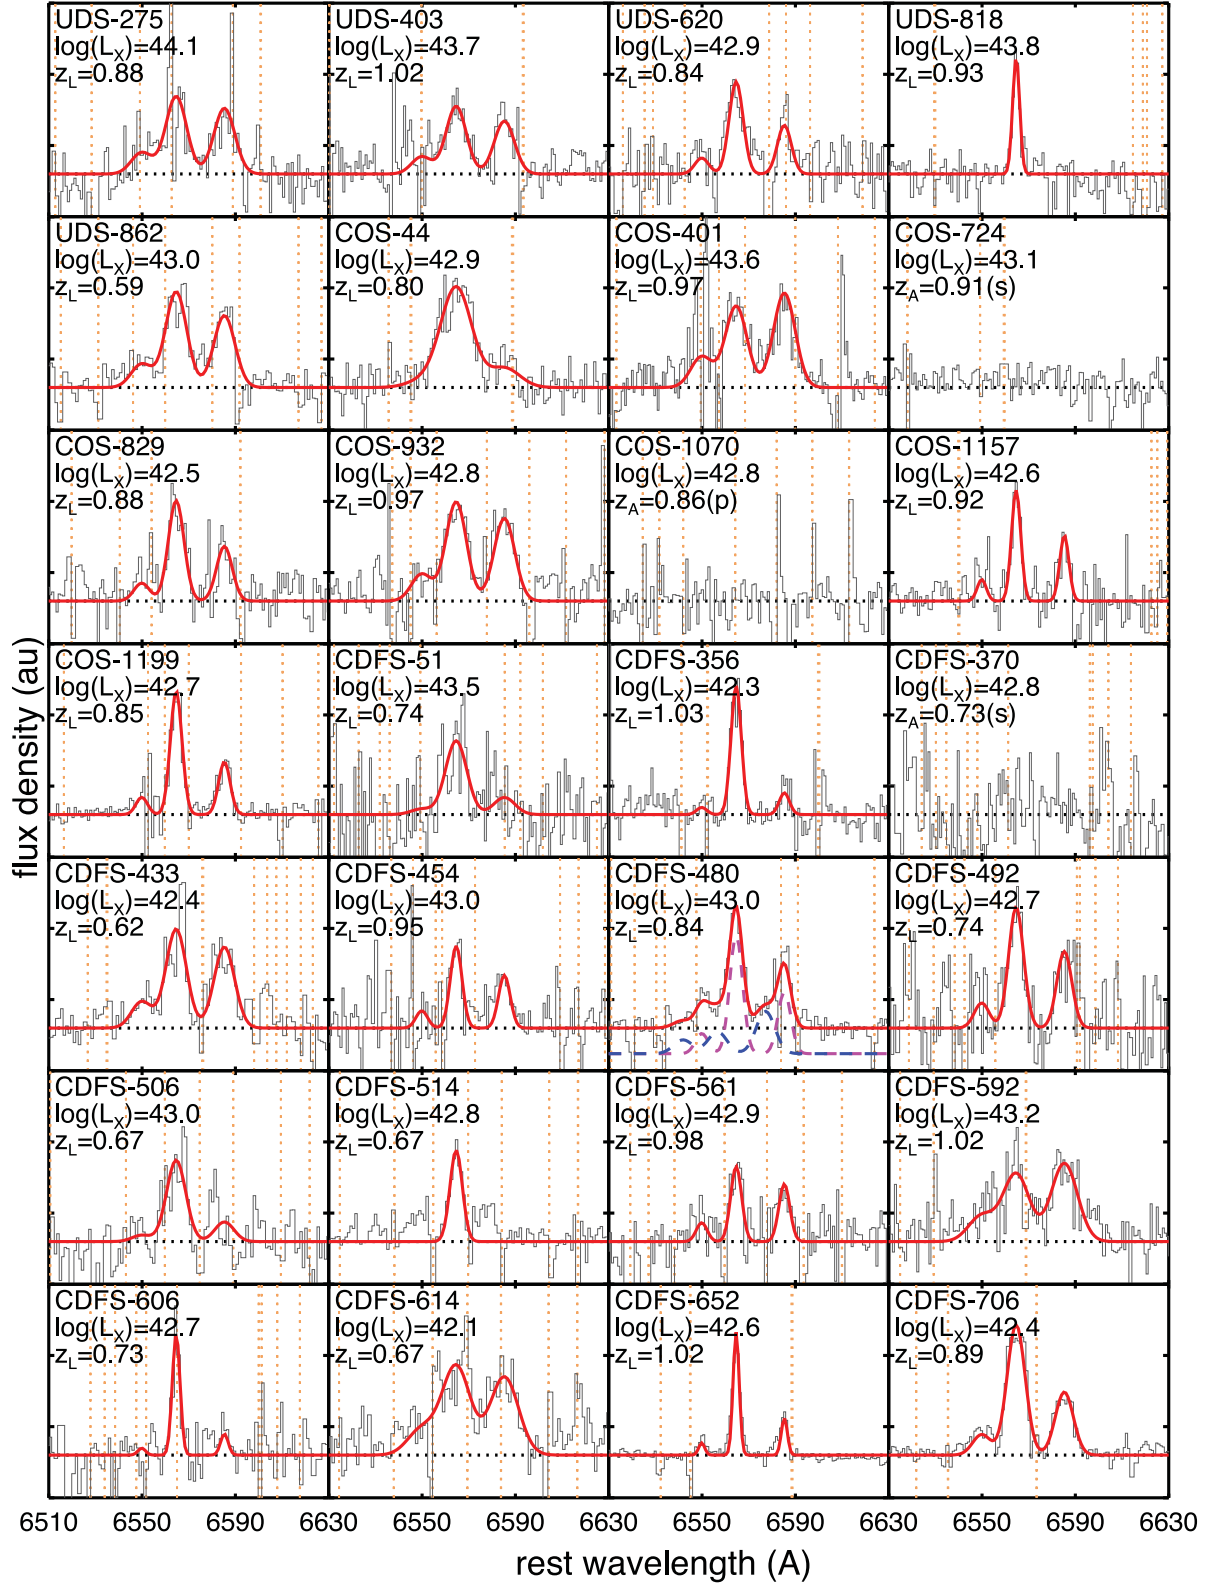 UDS-275
log(L_X)=44.1
z_L=0.88
UDS-403
log(L_X)=43.7
z_L=1.02
UDS-620
log(L_X)=42.9
z_L=0.84
UDS-818
log(L_X)=43.8
z_L=0.93
UDS-862
log(L_X)=43.0
z_L=0.59
COS-44
log(L_X)=42.9
z_L=0.80
COS-401
log(L_X)=43.6
z_L=0.97
COS-724
log(L_X)=43.1
z_A=0.91(s)
COS-829
log(L_X)=42.5
z_L=0.88
COS-932
log(L_X)=42.8
z_L=0.97
COS-1070
log(L_X)=42.8
z_A=0.86(p)
COS-1157
log(L_X)=42.6
z_L=0.92
COS-1199
log(L_X)=42.7
z_L=0.85
CDFS-51
log(L_X)=43.5
z_L=0.74
CDFS-356
log(L_X)=42.3
z_L=1.03
CDFS-370
log(L_X)=42.8
z_A=0.73(s)
CDFS-433
log(L_X)=42.4
z_L=0.62
CDFS-454
log(L_X)=43.0
z_L=0.95
CDFS-480
log(L_X)=43.0
z_L=0.84
CDFS-492
log(L_X)=42.7
z_L=0.74
CDFS-506
log(L_X)=43.0
z_L=0.67
CDFS-514
log(L_X)=42.8
z_L=0.67
CDFS-561
log(L_X)=42.9
z_L=0.98
CDFS-592
log(L_X)=43.2
z_L=1.02
CDFS-606
log(L_X)=42.7
z_L=0.73
CDFS-614
log(L_X)=42.1
z_L=0.67
CDFS-652
log(L_X)=42.6
z_L=1.02
CDFS-706
log(L_X)=42.4
z_L=0.89
flux density (au)
6510 6550 6590 6630 6550 6590 6630 6550 6590 6630 6550 6590 6630
rest wavelength (A)